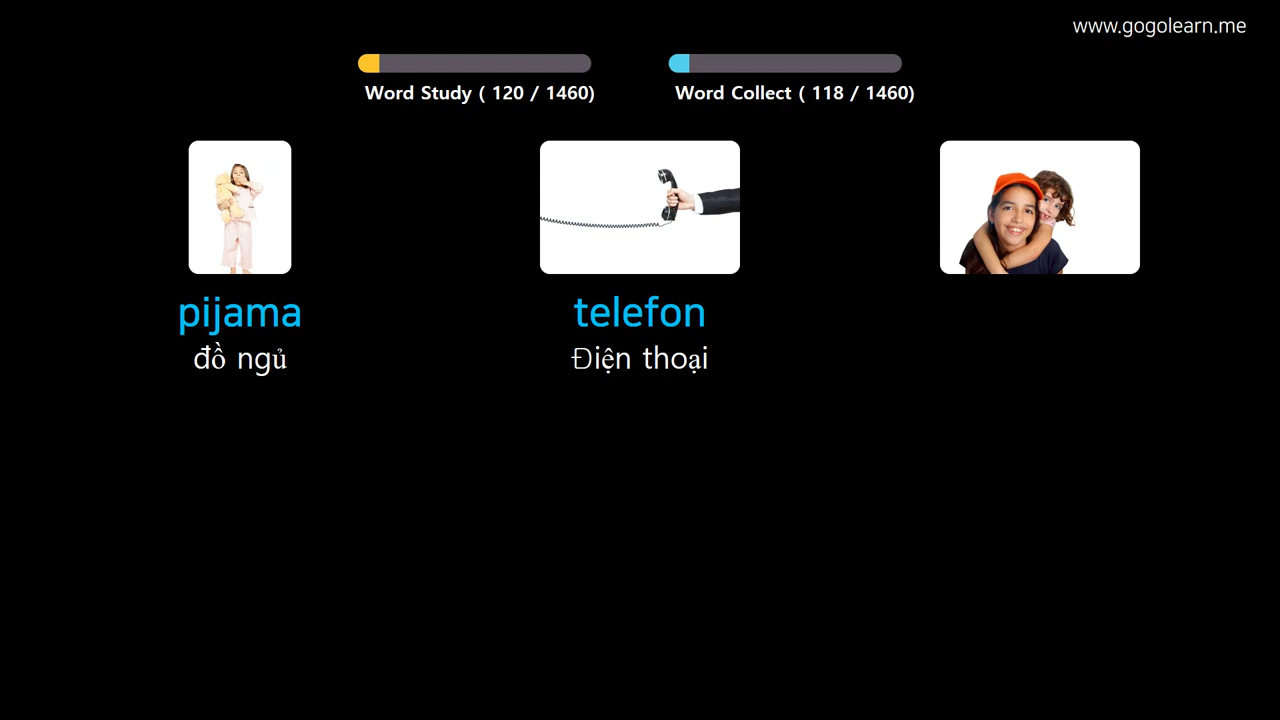 www.gogolearn.me
Word Study ( 120 / 1460)
Word Collect ( 118 / 1460)
pijama
telefon
đồ ngủ
Điện thoại